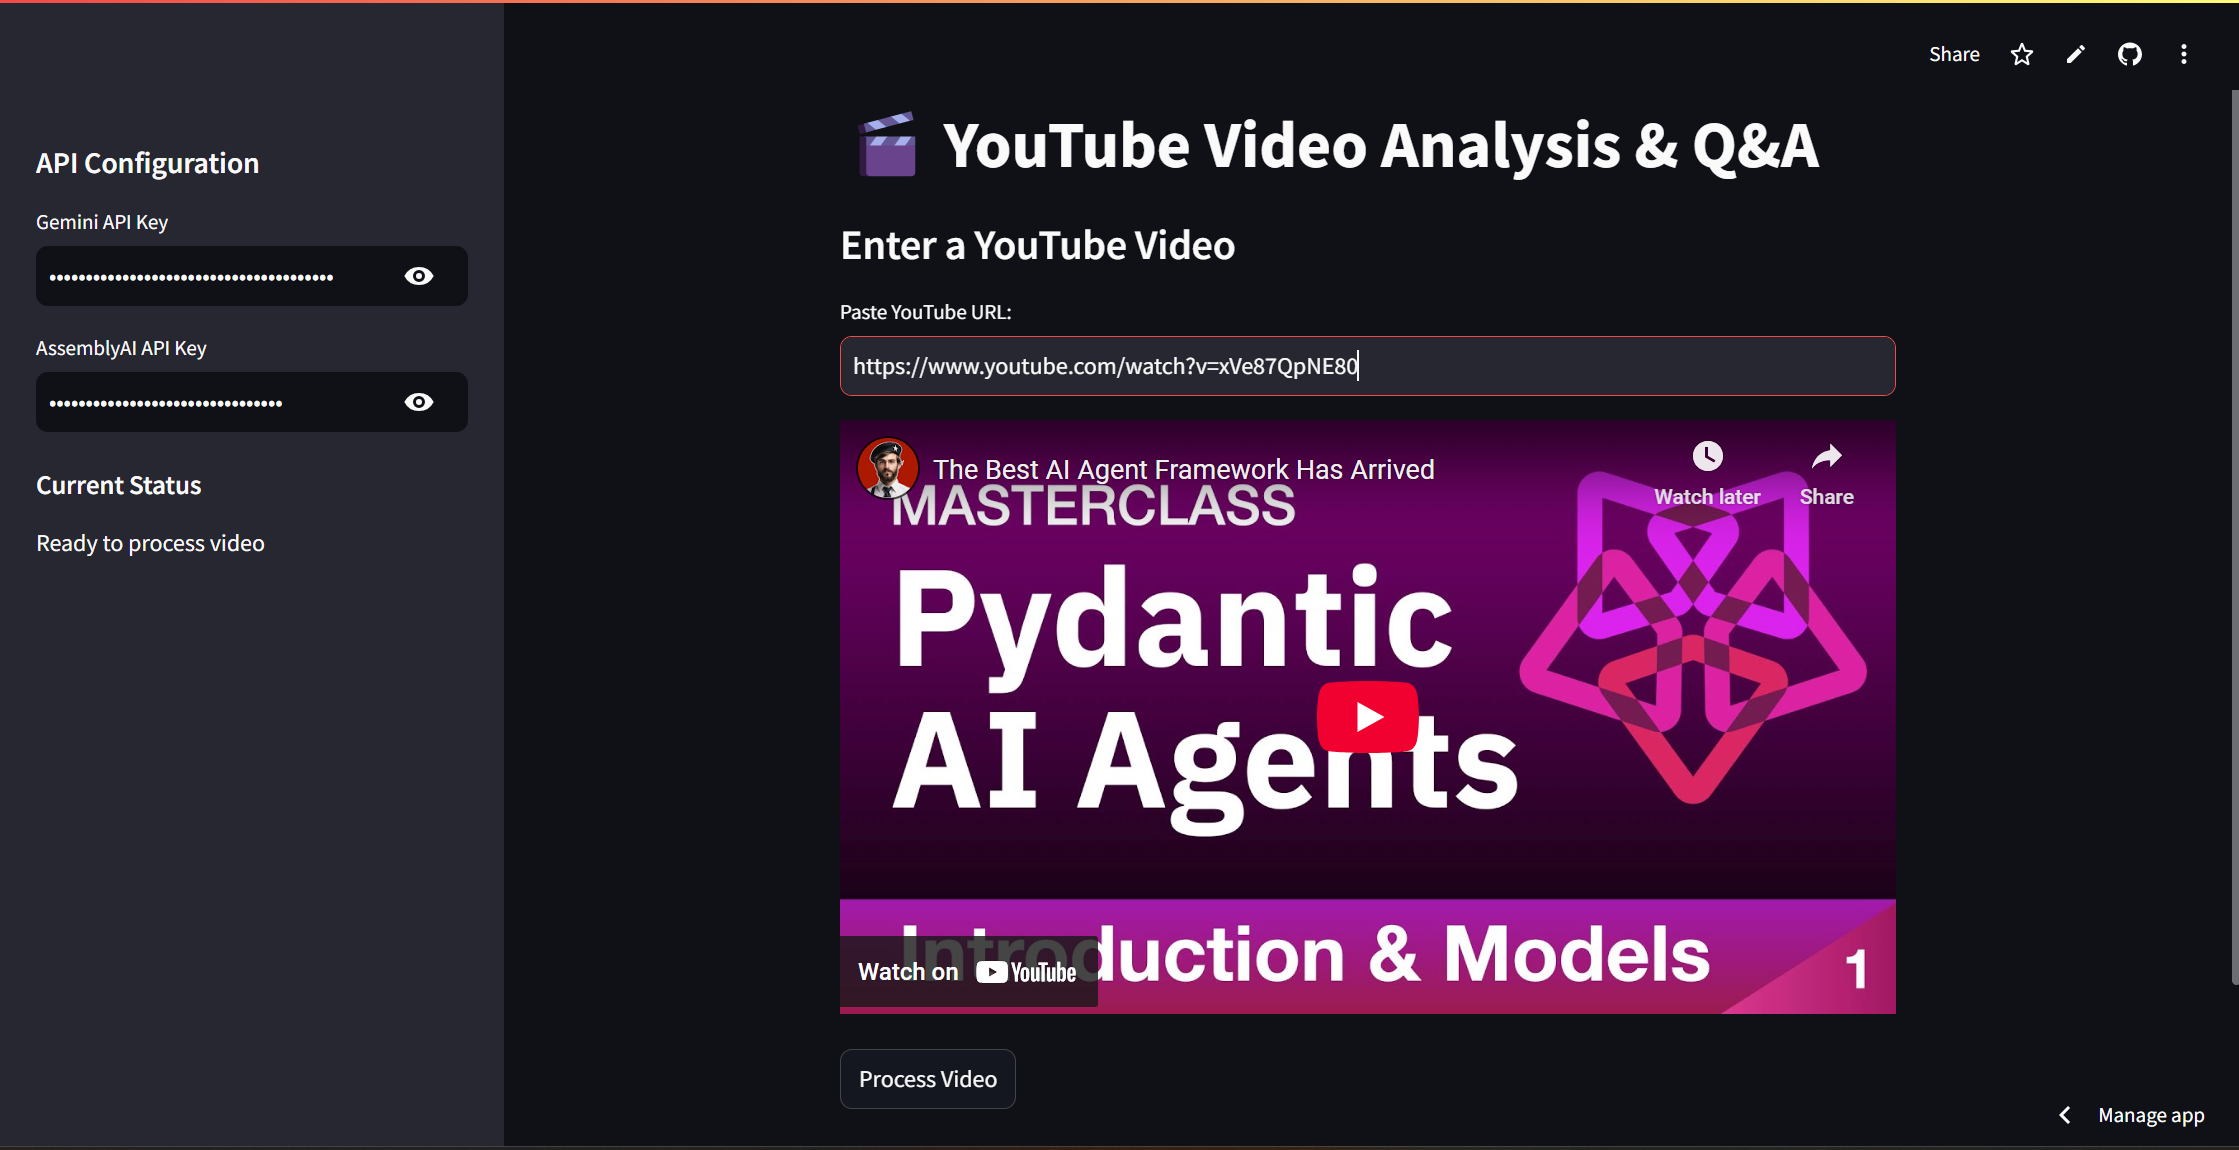 Share
API Configuration
Gemini API Key
••••••••••••••••••••••••••••••••••••••
AssemblyAI API Key
••••••••••••••••••••••••••••••••
Current Status
Ready to process video
YouTube Video Analysis & Q&A
Enter a YouTube Video
Paste YouTube URL:
https://www.youtube.com/watch?v=xVe87QpNE80
The Best AI Agent Framework Has Arrived
Watch later
Share
MASTERCLASS
Pydantic
AI Agents
Introduction & Models
1
Watch on YouTube
Process Video
Manage app